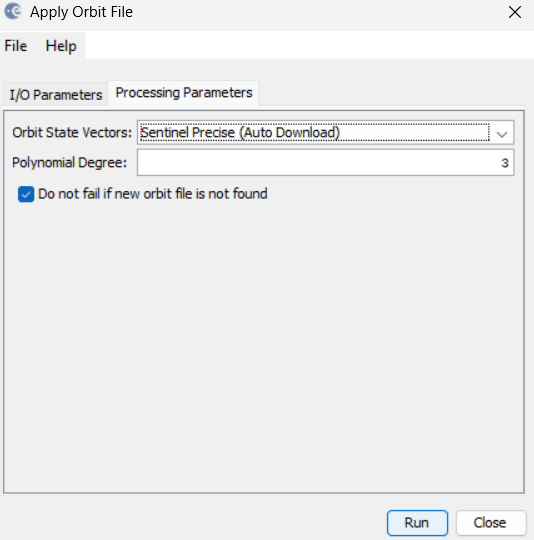 Apply Orbit File
File Help
I/O Parameters Processing Parameters
Orbit State Vectors: Sentinel Precise (Auto Download)
Polynomial Degree: 3
Do not fail if new orbit file is not found
Run Close